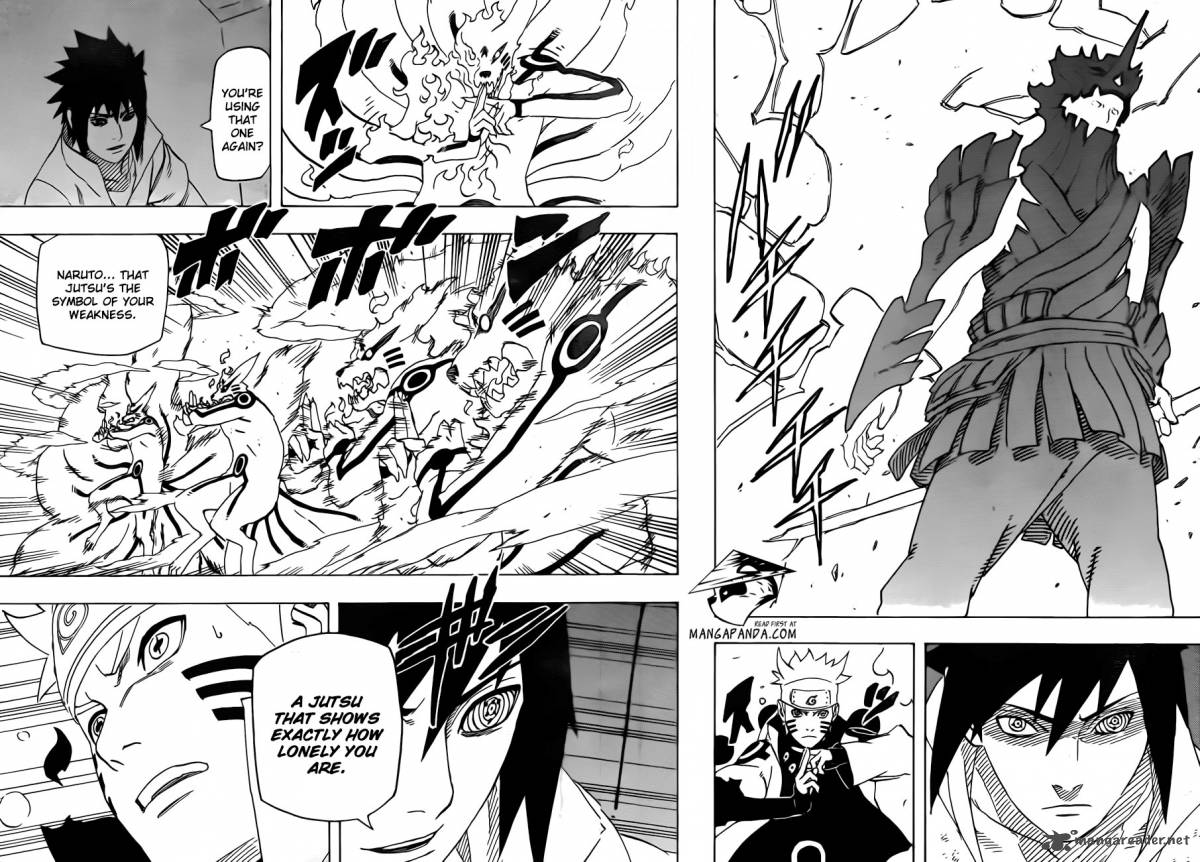 READ FIRST AT
MANGAPANDA.COM
mangareader.net
ズズ
YOU'RE
USING
THAT
ONE
AGAIN?
ボボン
NARUTO... THAT
JUTSU'S THE
SYMBOL OF YOUR
WEAKNESS.
A JUTSU
THAT SHOWS
EXACTLY HOW
LONELY YOU
ARE.